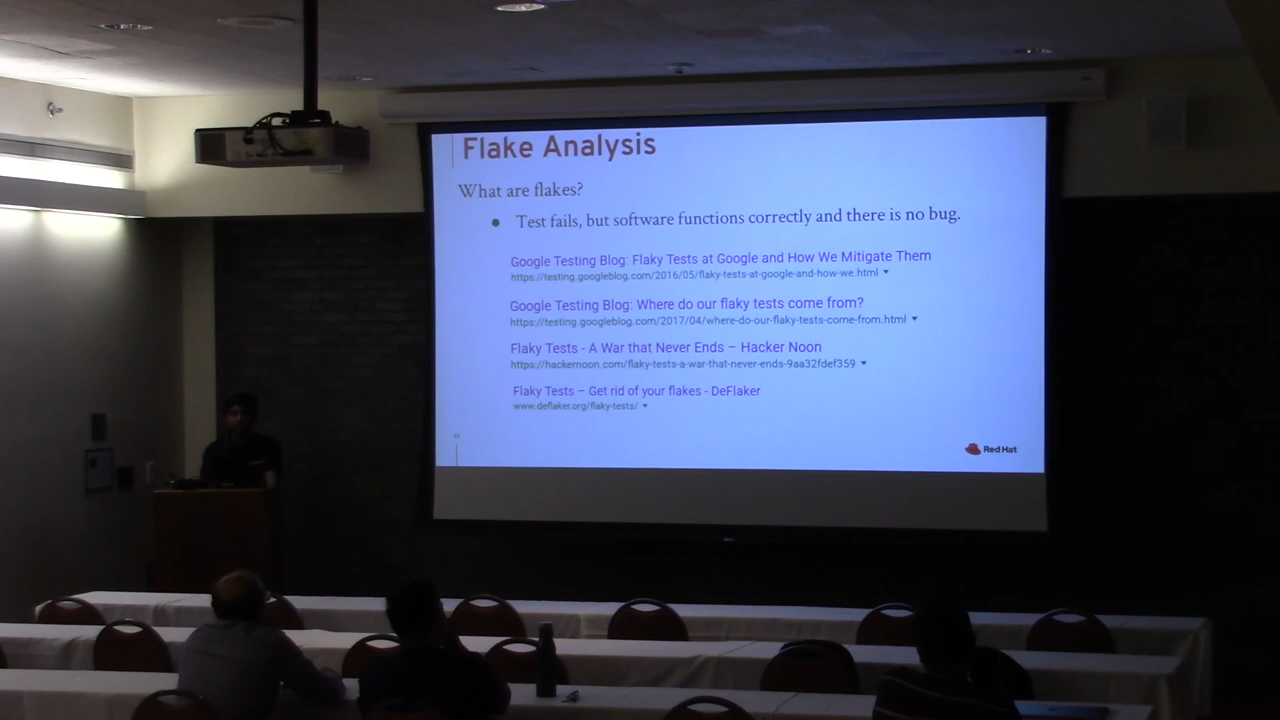 Flake Analysis
What are flakes?
● Test fails, but software functions correctly and there is no bug.
Google Testing Blog: Flaky Tests at Google and How We Mitigate Them
https://testing.googleblog.com/2016/05/flaky-tests-at-google-and-how-we.html
Google Testing Blog: Where do our flaky tests come from?
https://testing.googleblog.com/2017/04/where-do-our-flaky-tests-come-from.html
Flaky Tests - A War that Never Ends – Hacker Noon
https://hackernoon.com/flaky-tests-a-war-that-never-ends-9aa32fdef359
Flaky Tests – Get rid of your flakes - DeFlaker
www.deflaker.org/flaky-tests/
Red Hat